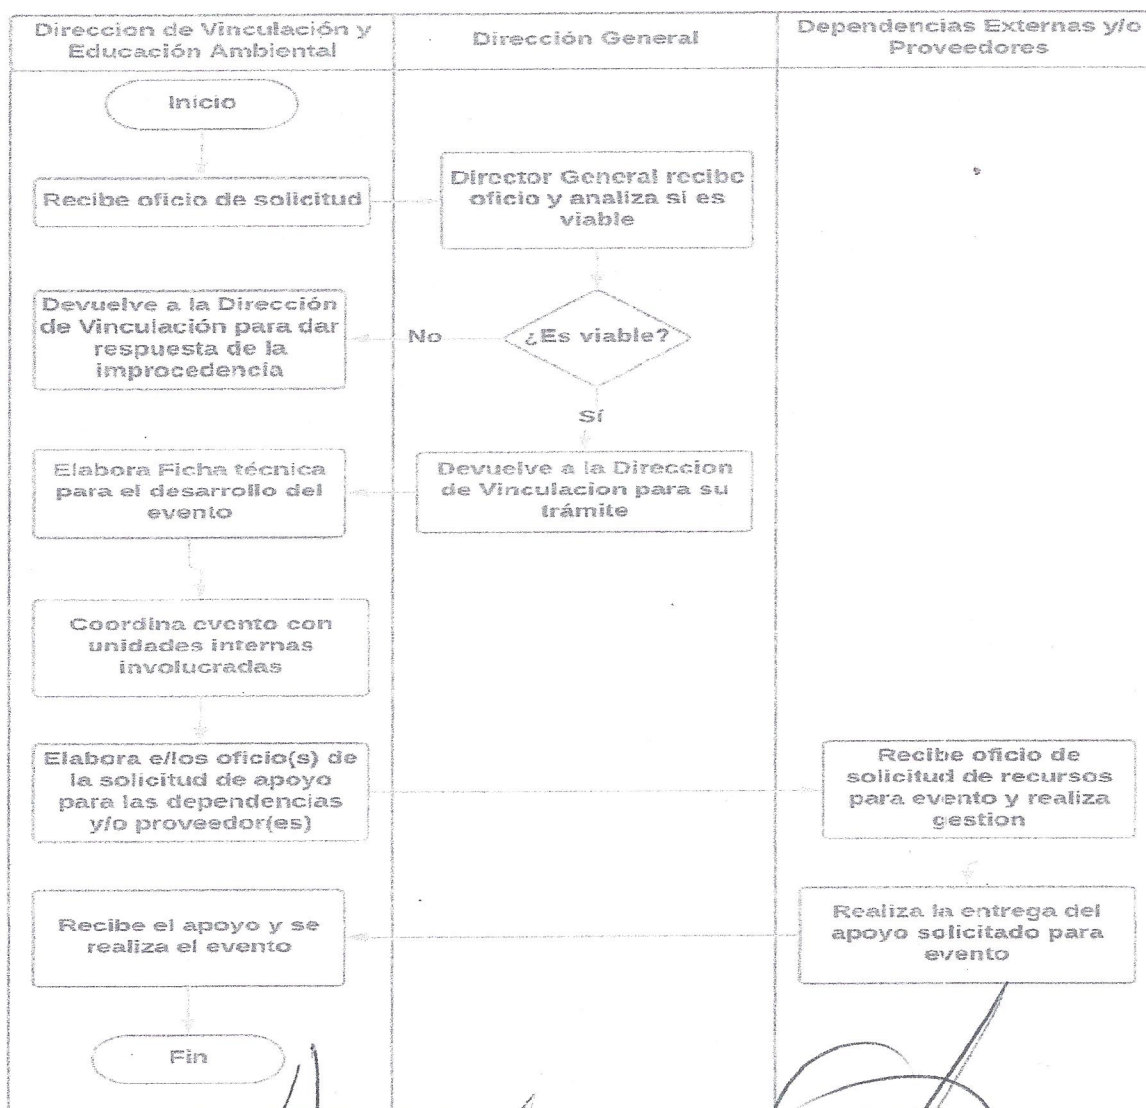 Direccion de Vinculación y
Educación Ambiental
Dirección General
Dependencias Externas y/o
Proveedores
Inicio
Recibe oficio de solicitud
Director General recibe
oficio y analiza si es
viable
Devuelve a la Dirección
de Vinculación para dar
respuesta de la
improcedencia
No
¿Es viable?
Sí
Elabora Ficha técnica
para el desarrollo del
evento
Devuelve a la Direccion
de Vinculacion para su
trámite
Coordina evento con
unidades internas
involucradas
Elabora e/los oficio(s) de
la solicitud de apoyo
para las dependencias
y/o proveedor(es)
Recibe oficio de
solicitud de recursos
para evento y realiza
gestion
Recibe el apoyo y se
realiza el evento
Realiza la entrega del
apoyo solicitado para
evento
Fin